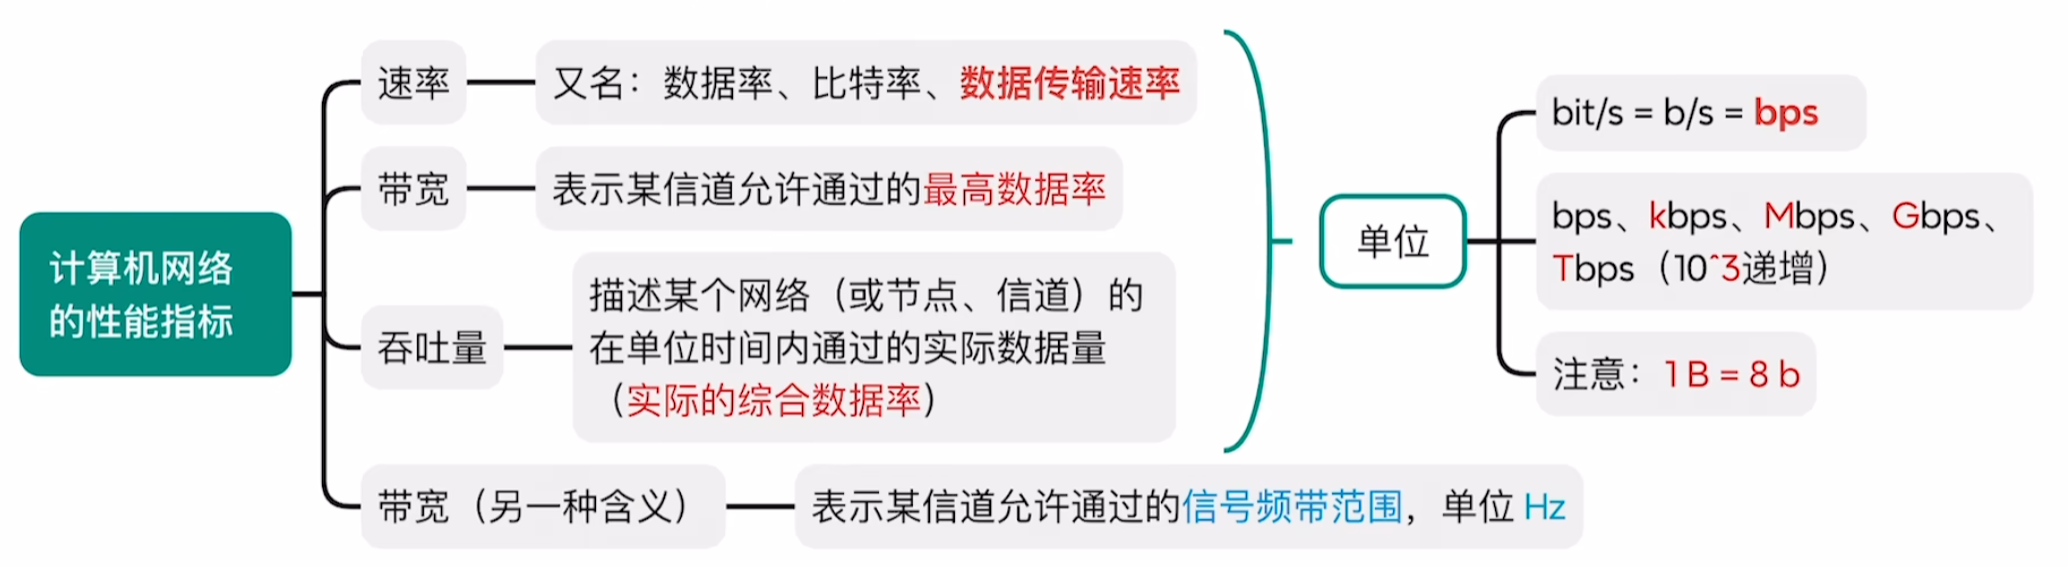 计算机网络
的性能指标
速率
又名：数据率、比特率、数据传输速率
带宽
表示某信道允许通过的最高数据率
吞吐量
描述某个网络（或节点、信道）的
在单位时间内通过的实际数据量
（实际的综合数据率）
带宽（另一种含义）
表示某信道允许通过的信号频带范围，单位 Hz
单位
bit/s = b/s = bps
bps、kbps、Mbps、Gbps、
Tbps（10^3递增）
注意：1 B = 8 b